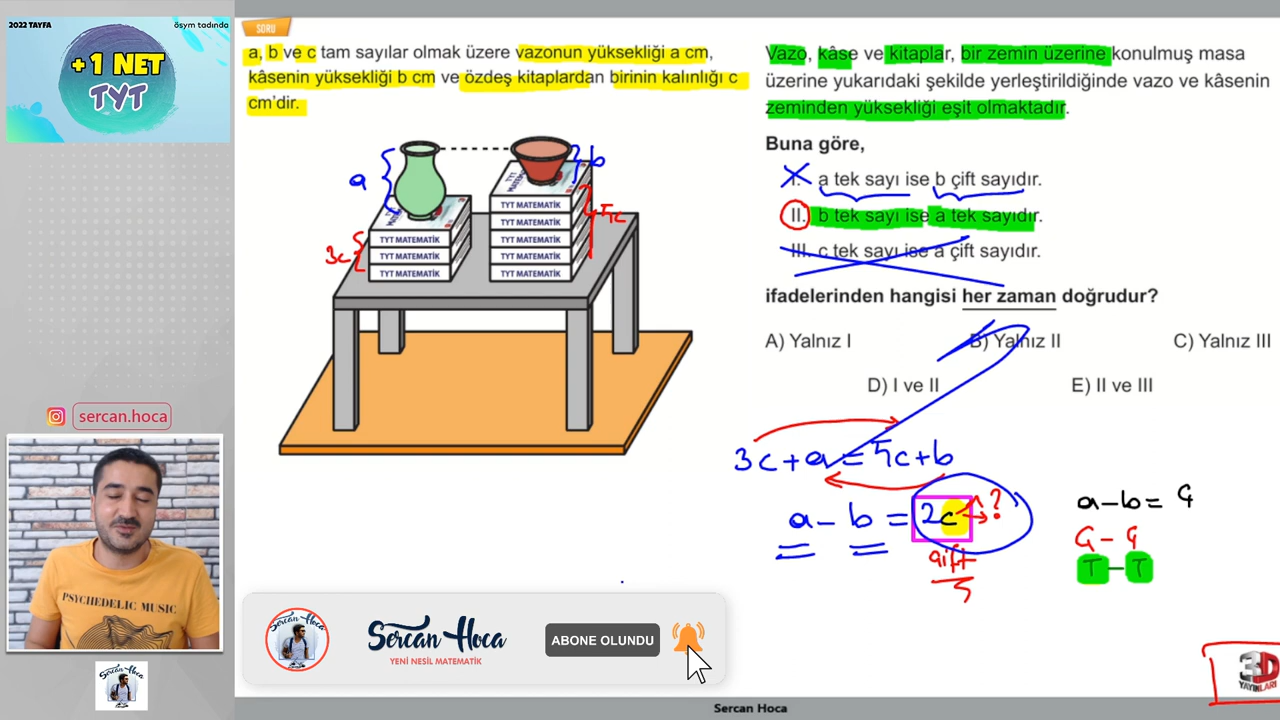 2022 TAYFA
ösym tadında
+1 NET
TYT
SORU
a, b ve c tam sayılar olmak üzere vazonun yüksekliği a cm,
kâsenin yüksekliği b cm ve özdeş kitaplardan birinin kalınlığı c
cm'dir.
a
b
3c
5c
TYT MATEMATİK
TYT MATEMATİK
TYT MATEMATİK
TYT MATEMATİK
TYT MATEMATİK
TYT MATEMATİK
TYT MATEMATİK
TYT MATEMATİK
Vazo, kâse ve kitaplar, bir zemin üzerine konulmuş masa
üzerine yukarıdaki şekilde yerleştirildiğinde vazo ve kâsenin
zeminden yüksekliği eşit olmaktadır.
Buna göre,
I. a tek sayı ise b çift sayıdır.
II. b tek sayı ise a tek sayıdır.
III. c tek sayı ise a çift sayıdır.
ifadelerinden hangisi her zaman doğrudur?
A) Yalnız I
B) Yalnız II
C) Yalnız III
D) I ve II
E) II ve III
3c+a=5c+b
a-b=2c
?
çift
a-b=Ç
Ç-Ç
T-T
sercan.hoca
PSYCHEDELIC MUSIC
Sercan Hoca
YENİ NESİL MATEMATİK
ABONE OLUNDU
3D
YAYINLARI
Sercan Hoca